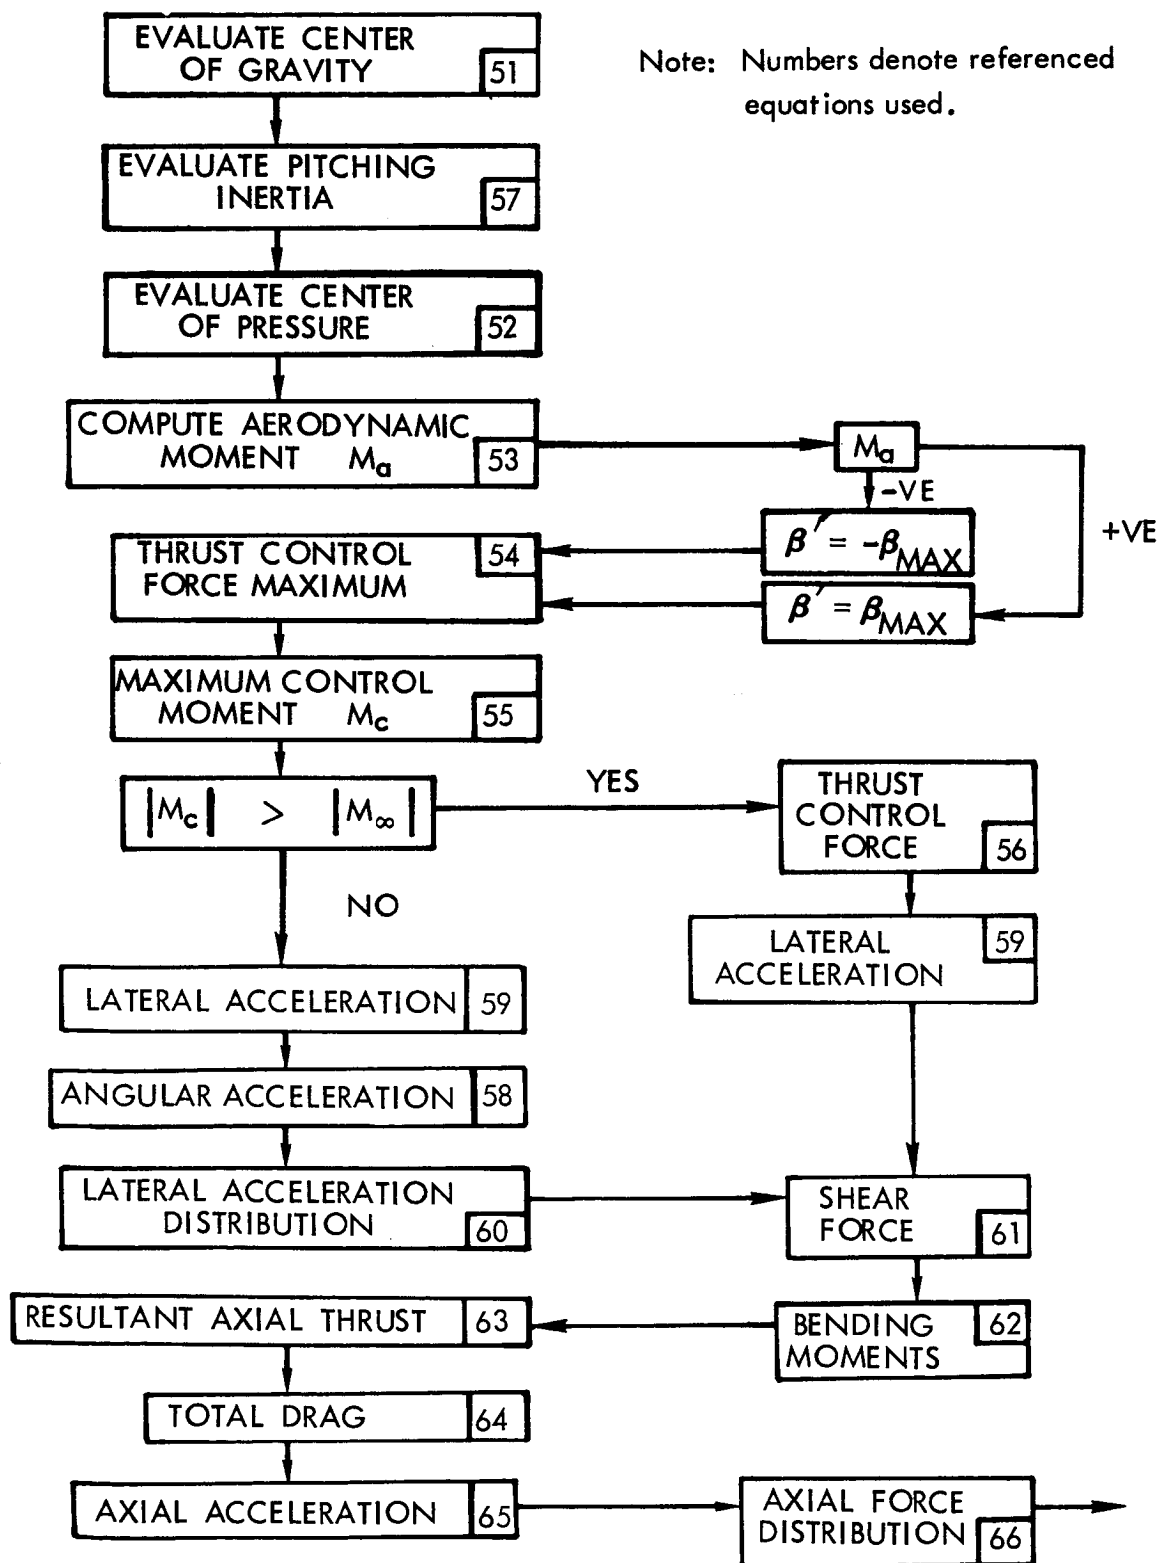 EVALUATE CENTER
OF GRAVITY
51
Note: Numbers denote referenced
equations used.
EVALUATE PITCHING
INERTIA
57
EVALUATE CENTER
OF PRESSURE
52
COMPUTE AERODYNAMIC
MOMENT Ma
53
Ma
-VE
+VE
β′ = -βMAX
β′ = βMAX
THRUST CONTROL
FORCE MAXIMUM
54
MAXIMUM CONTROL
MOMENT Mc
55
|Mc| > |M∞|
YES
NO
THRUST
CONTROL
FORCE
56
LATERAL
ACCELERATION
59
LATERAL ACCELERATION 59
ANGULAR ACCELERATION 58
LATERAL ACCELERATION
DISTRIBUTION
60
SHEAR
FORCE
61
RESULTANT AXIAL THRUST 63
BENDING
MOMENTS
62
TOTAL DRAG 64
AXIAL ACCELERATION 65
AXIAL FORCE
DISTRIBUTION
66